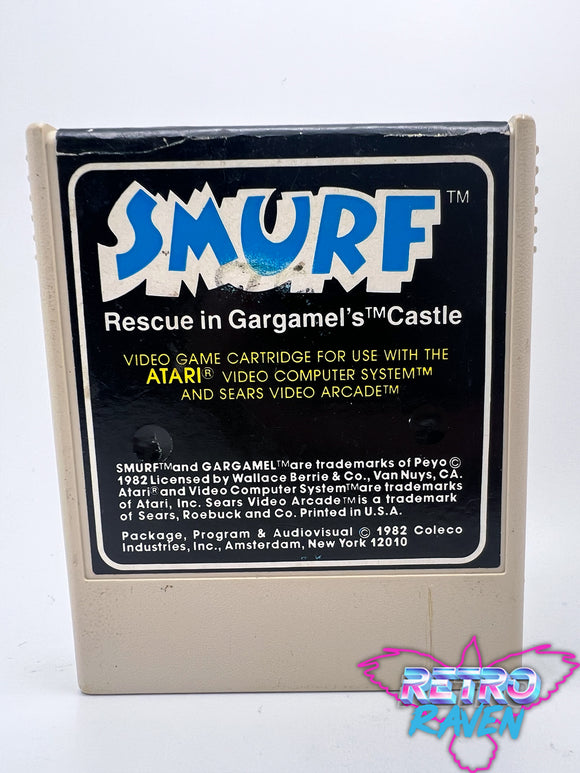 SMURF™
Rescue in Gargamel's™Castle
VIDEO GAME CARTRIDGE FOR USE WITH THE
ATARI® VIDEO COMPUTER SYSTEM™
AND SEARS VIDEO ARCADE™
SMURF™and GARGAMEL™are trademarks of Peyo ©
1982 Licensed by Wallace Berrie & Co., Van Nuys, CA.
Atari® and Video Computer System™are trademarks
of Atari, Inc. Sears Video Arcade™is a trademark
of Sears, Roebuck and Co. Printed in U.S.A.
Package, Program & Audiovisual © 1982 Coleco
Industries, Inc., Amsterdam, New York 12010
RETRO
RAVEN